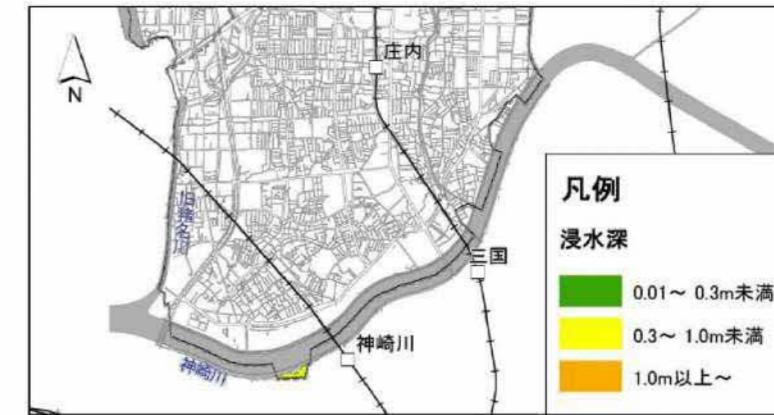 庄内
N
旧猪名川
三国
神崎川
神崎川
凡例
浸水深
0.01～ 0.3m未満
0.3～ 1.0m未満
1.0m以上～